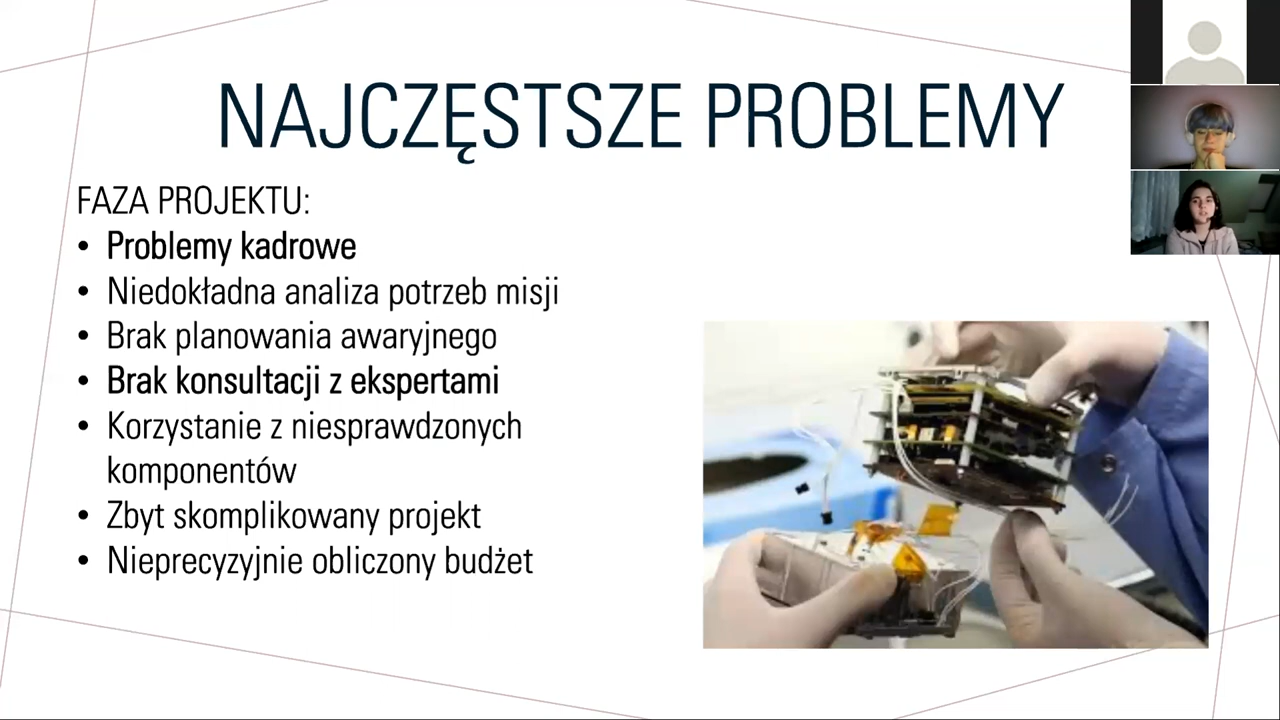 NAJCZĘSTSZE PROBLEMY
FAZA PROJEKTU:
• Problemy kadrowe
• Niedokładna analiza potrzeb misji
• Brak planowania awaryjnego
• Brak konsultacji z ekspertami
• Korzystanie z niesprawdzonych
komponentów
• Zbyt skomplikowany projekt
• Nieprecyzyjnie obliczony budżet